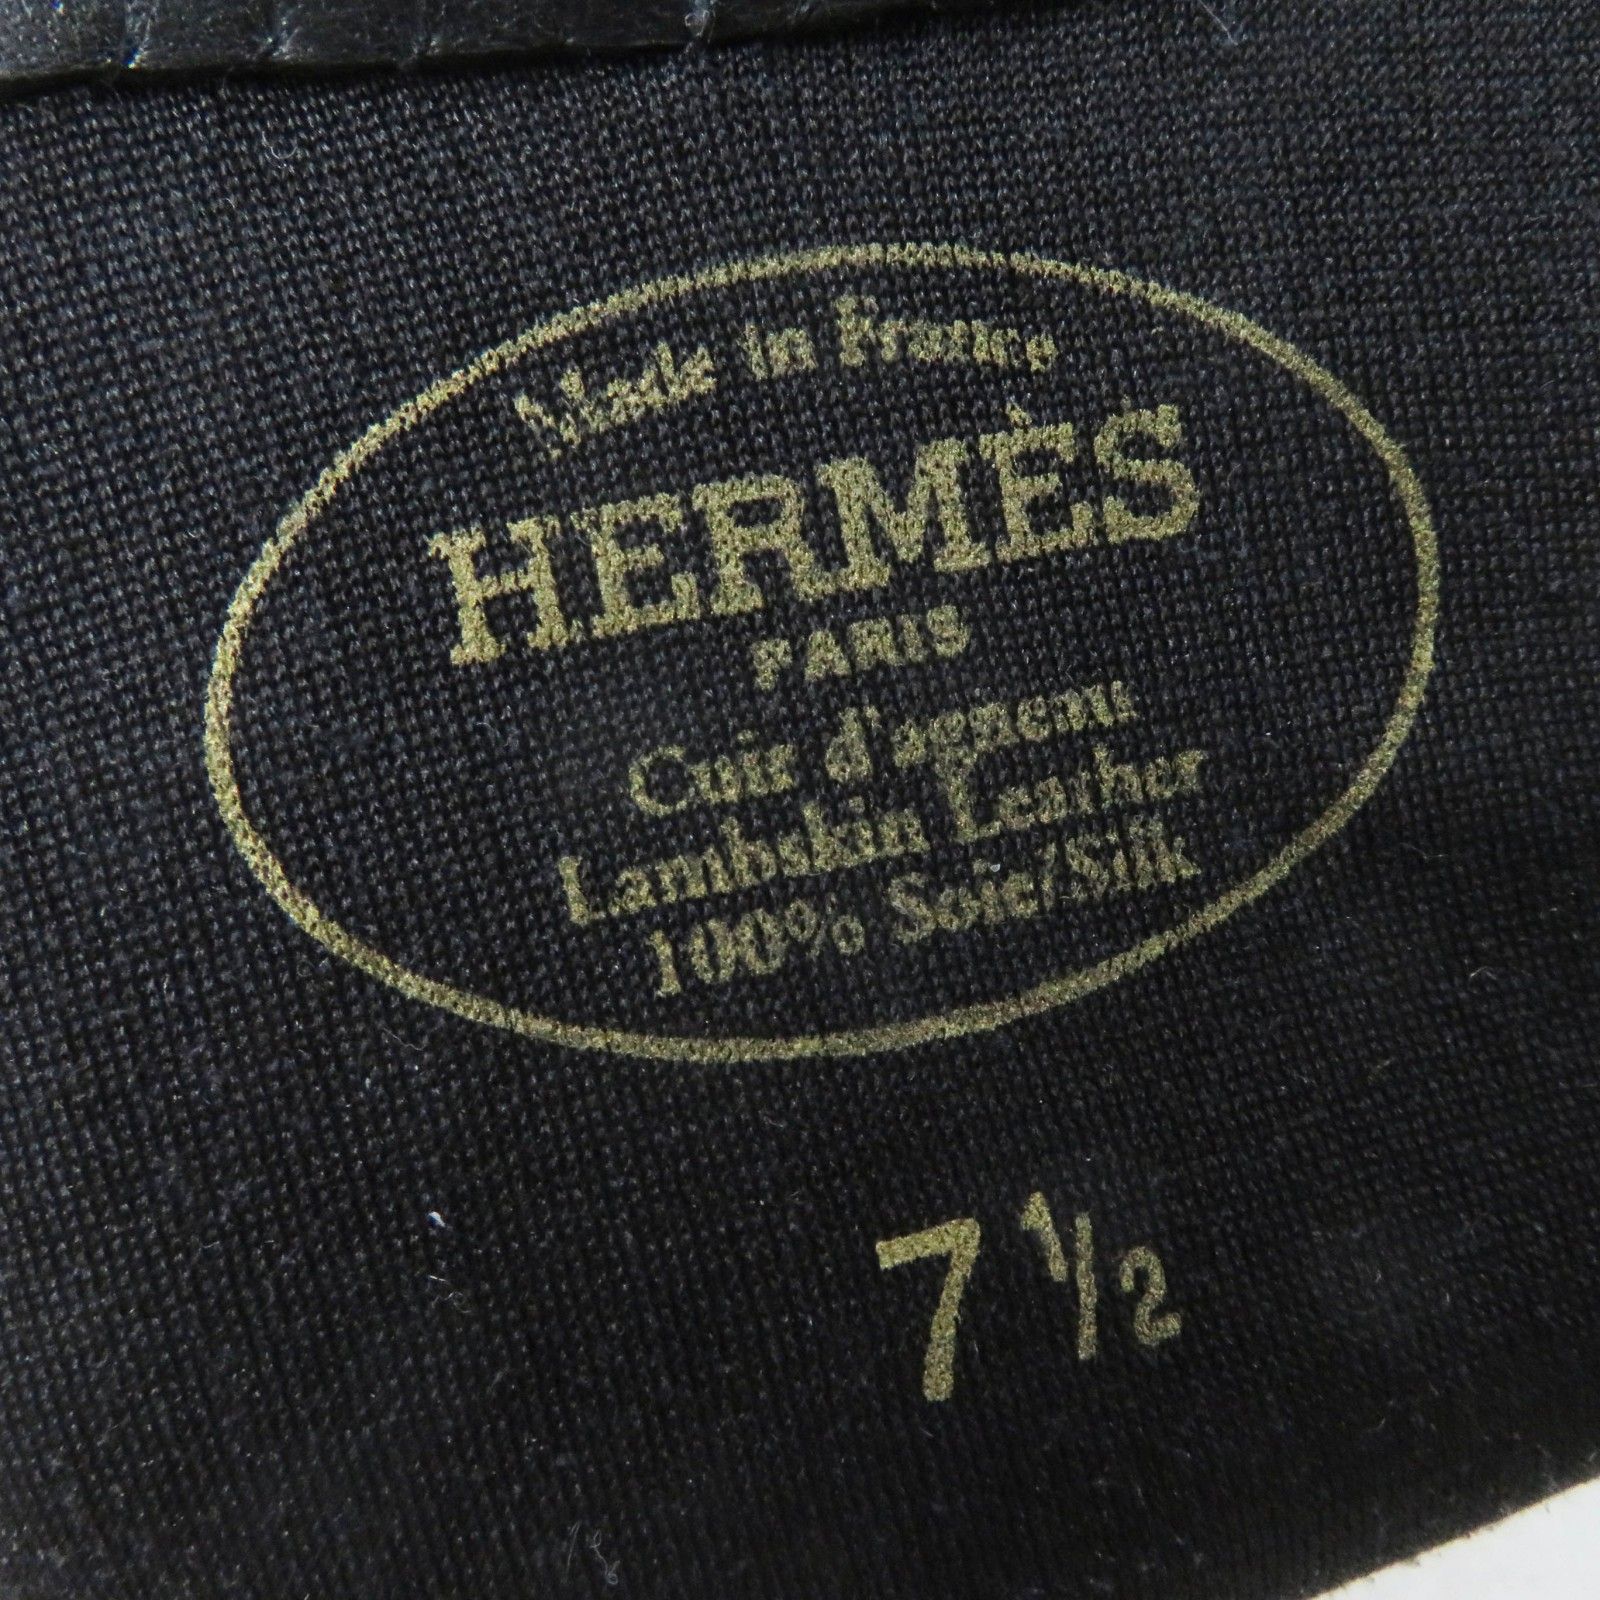 Made in France
HERMÈS
PARIS
Cuir d'agneau
Lambskin Leather
100% Soie/Silk
7 1/2